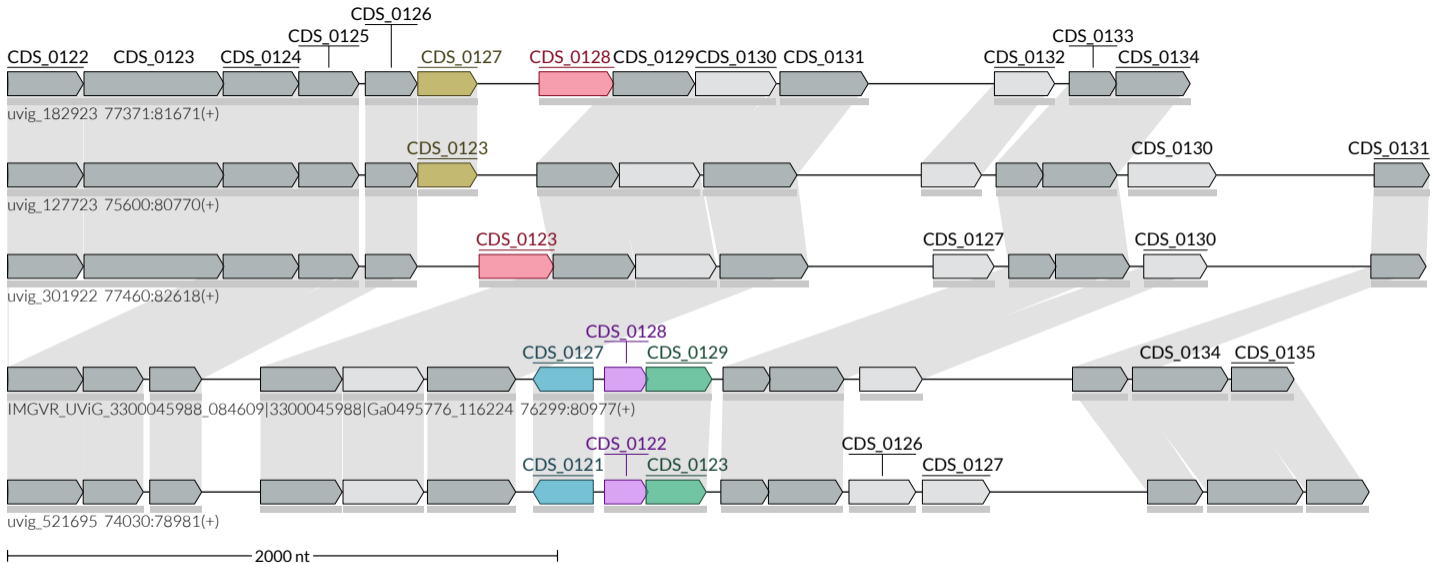 CDS_0126
CDS_0125 CDS_0133
CDS_0122 CDS_0123 CDS_0124 CDS_0127 CDS_0128 CDS_0129 CDS_0130 CDS_0131 CDS_0132 CDS_0134
uvig_182923 77371:81671(+)
CDS_0123 CDS_0130 CDS_0131
uvig_127723 75600:80770(+)
CDS_0123 CDS_0127 CDS_0130
uvig_301922 77460:82618(+)
CDS_0128
CDS_0127 CDS_0129 CDS_0134 CDS_0135
IMGVR_UViG_3300045988_084609|3300045988|Ga0495776_116224 76299:80977(+)
CDS_0122 CDS_0126
CDS_0121 CDS_0123 CDS_0127
uvig_521695 74030:78981(+)
2000 nt